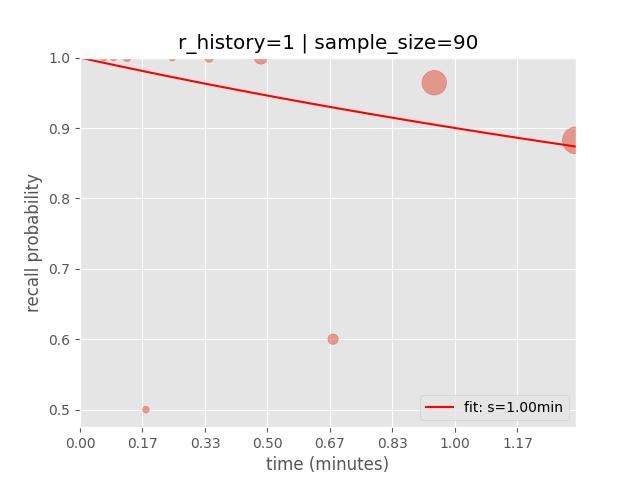 r_history=1 | sample_size=90
recall probability
1.0
0.9
0.8
0.7
0.6
0.5
0.00 0.17 0.33 0.50 0.67 0.83 1.00 1.17
time (minutes)
fit: s=1.00min